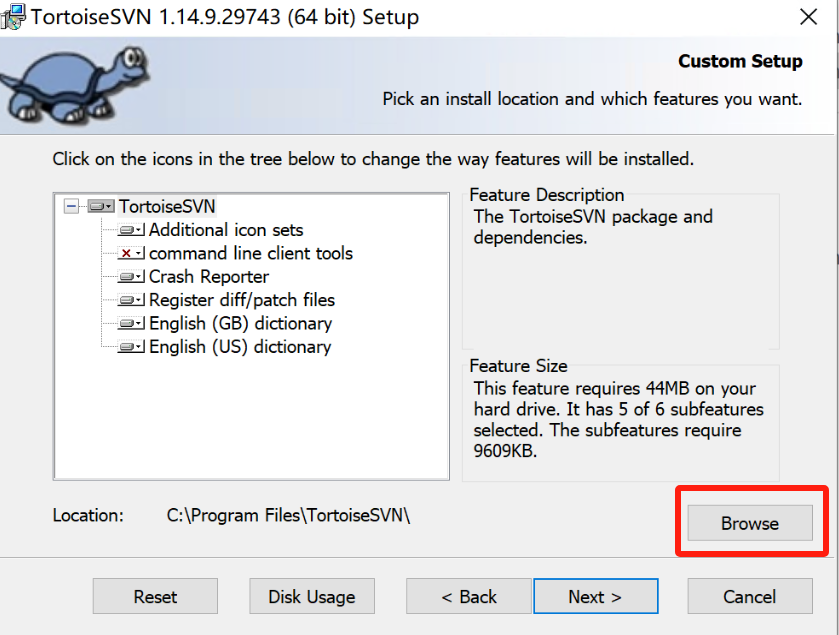 TortoiseSVN 1.14.9.29743 (64 bit) Setup
Custom Setup
Pick an install location and which features you want.
Click on the icons in the tree below to change the way features will be installed.
TortoiseSVN
Additional icon sets
command line client tools
Crash Reporter
Register diff/patch files
English (GB) dictionary
English (US) dictionary
Feature Description
The TortoiseSVN package and
dependencies.
Feature Size
This feature requires 44MB on your
hard drive. It has 5 of 6 subfeatures
selected. The subfeatures require
9609KB.
Location: C:\Program Files\TortoiseSVN\
Browse
Reset Disk Usage < Back Next > Cancel